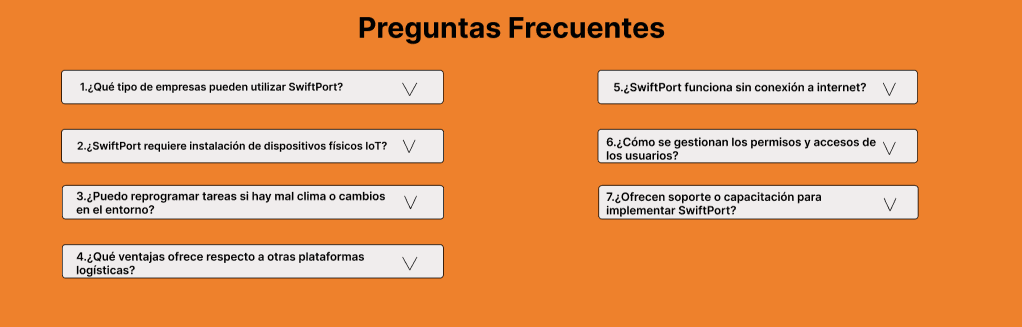 Preguntas Frecuentes
1.¿Qué tipo de empresas pueden utilizar SwiftPort?
2.¿SwiftPort requiere instalación de dispositivos físicos IoT?
3.¿Puedo reprogramar tareas si hay mal clima o cambios
en el entorno?
4.¿Qué ventajas ofrece respecto a otras plataformas
logísticas?
5.¿SwiftPort funciona sin conexión a internet?
6.¿Cómo se gestionan los permisos y accesos de
los usuarios?
7.¿Ofrecen soporte o capacitación para
implementar SwiftPort?